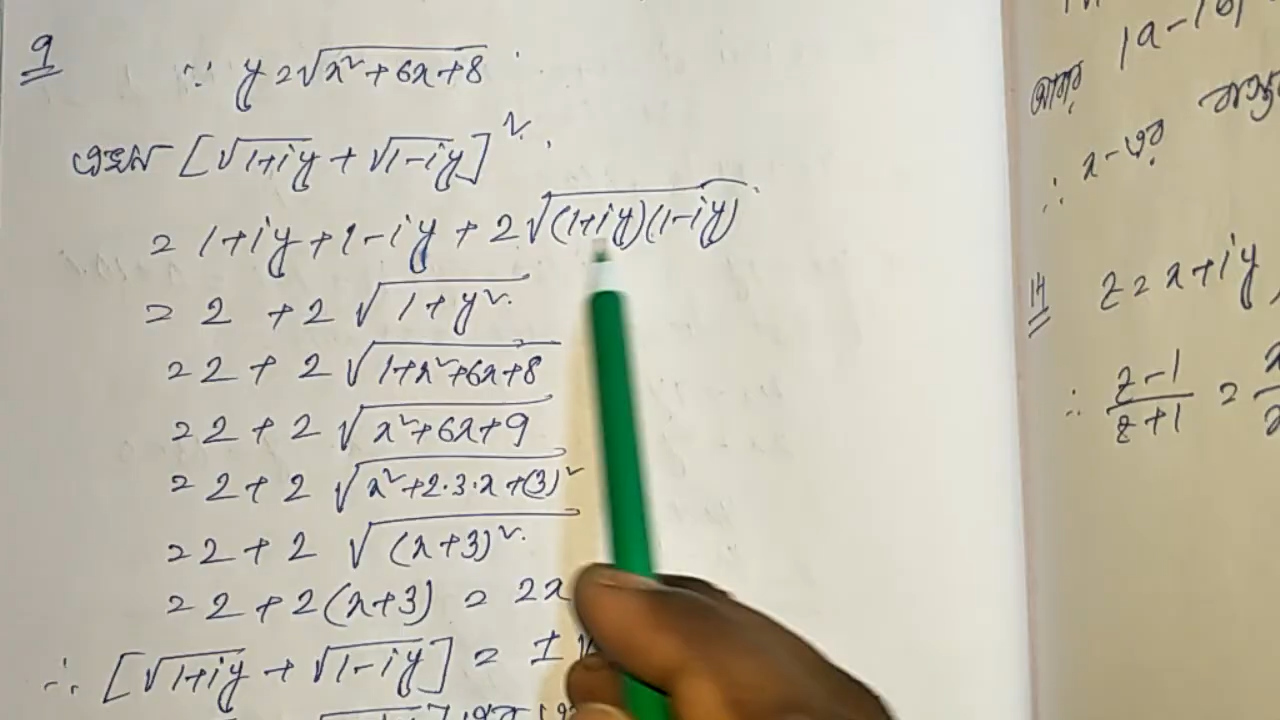 9
∵ y = √(x² + 6x + 8)
এখন [√(1+iy) + √(1-iy)]².
= 1+iy+1-iy + 2√((1+iy)(1-iy))
= 2 + 2 √(1+y²)
= 2 + 2 √(1+x²+6x+8)
= 2 + 2 √(x²+6x+9)
= 2 + 2 √(x²+2·3·x+(3)²)
= 2 + 2 √((x+3)²)
= 2 + 2(x+3) = 2x
∴ [√(1+iy) + √(1-iy)] = ±
|a-ib|
∴ x-এর
14 z = x+iy,
∴ (z-1)/(z+1) =